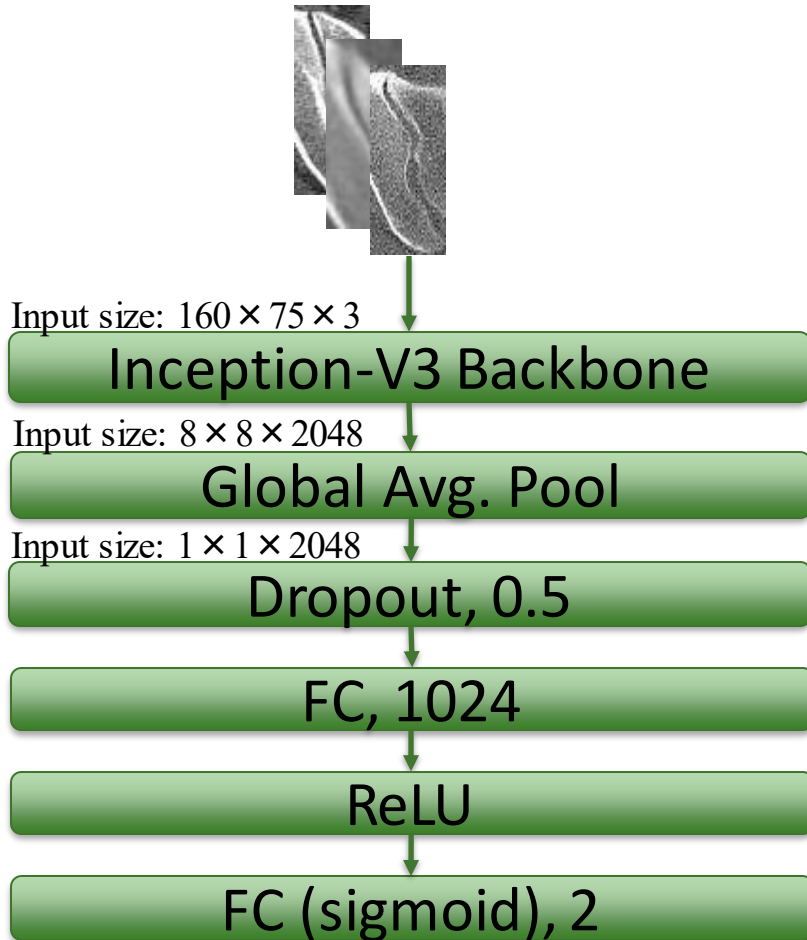 Input size: 160 × 75 × 3
Inception-V3 Backbone
Input size: 8 × 8 × 2048
Global Avg. Pool
Input size: 1 × 1 × 2048
Dropout, 0.5
FC, 1024
ReLU
FC (sigmoid), 2